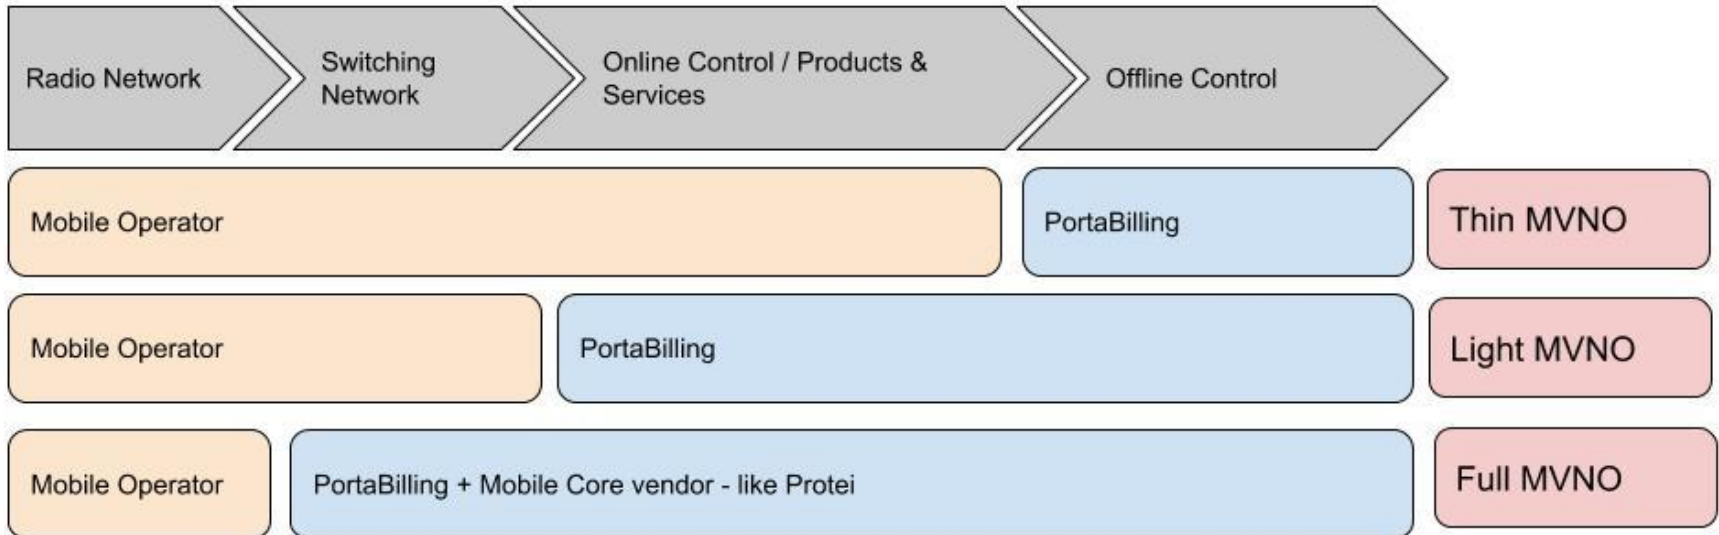 Radio Network
Switching
Network
Online Control / Products &
Services
Offline Control
Mobile Operator
PortaBilling
Thin MVNO
Mobile Operator
PortaBilling
Light MVNO
Mobile Operator
PortaBilling + Mobile Core vendor - like Protei
Full MVNO